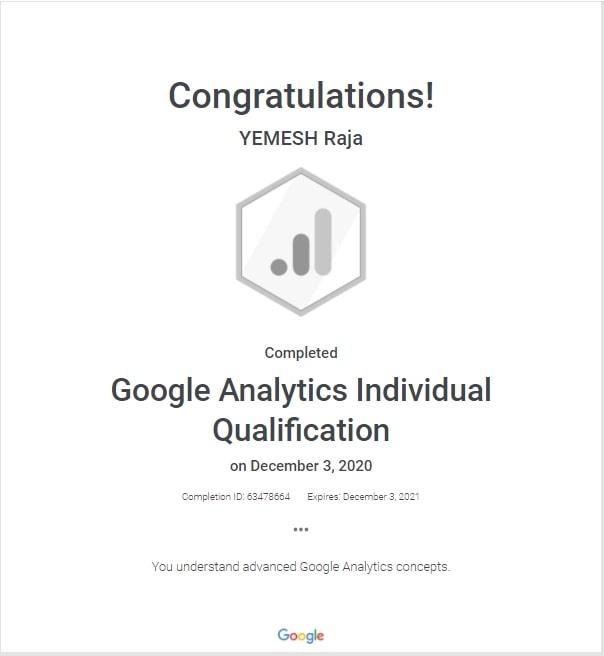 Congratulations!
YEMESH Raja
Completed
Google Analytics Individual
Qualification
on December 3, 2020
Completion ID: 63478664 Expires: December 3, 2021
•••
You understand advanced Google Analytics concepts.
Google